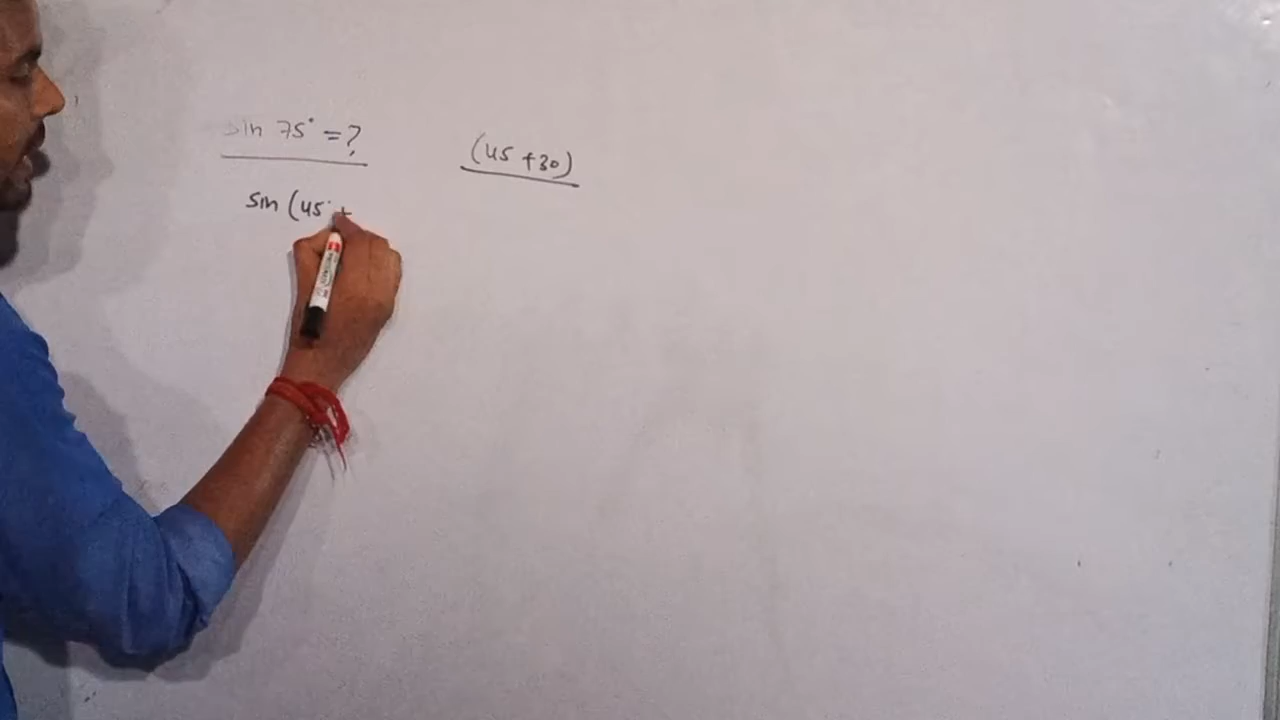 sin 75° = ?
(45 + 30)
sin (45° +